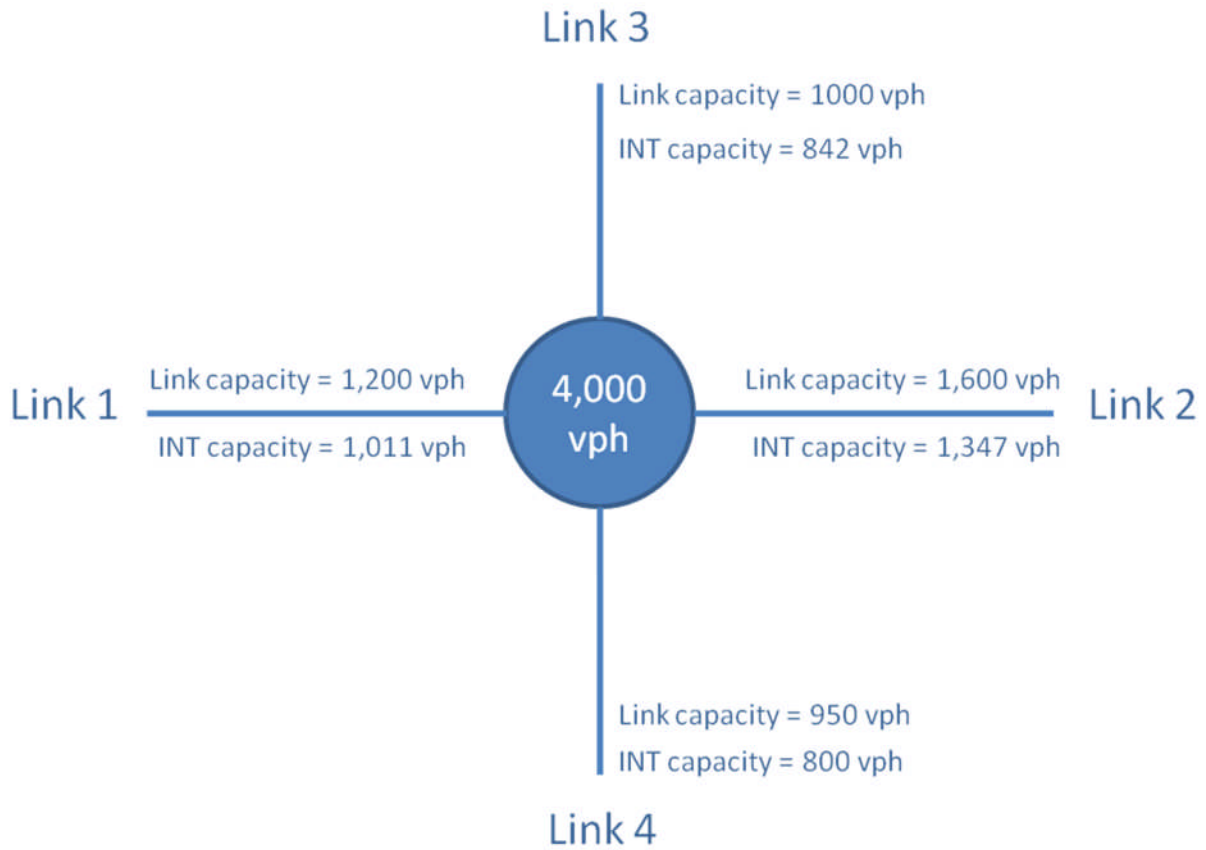 Link 3
Link capacity = 1000 vph
INT capacity = 842 vph
Link 1
Link capacity = 1,200 vph
INT capacity = 1,011 vph
4,000
vph
Link capacity = 1,600 vph
INT capacity = 1,347 vph
Link 2
Link capacity = 950 vph
INT capacity = 800 vph
Link 4